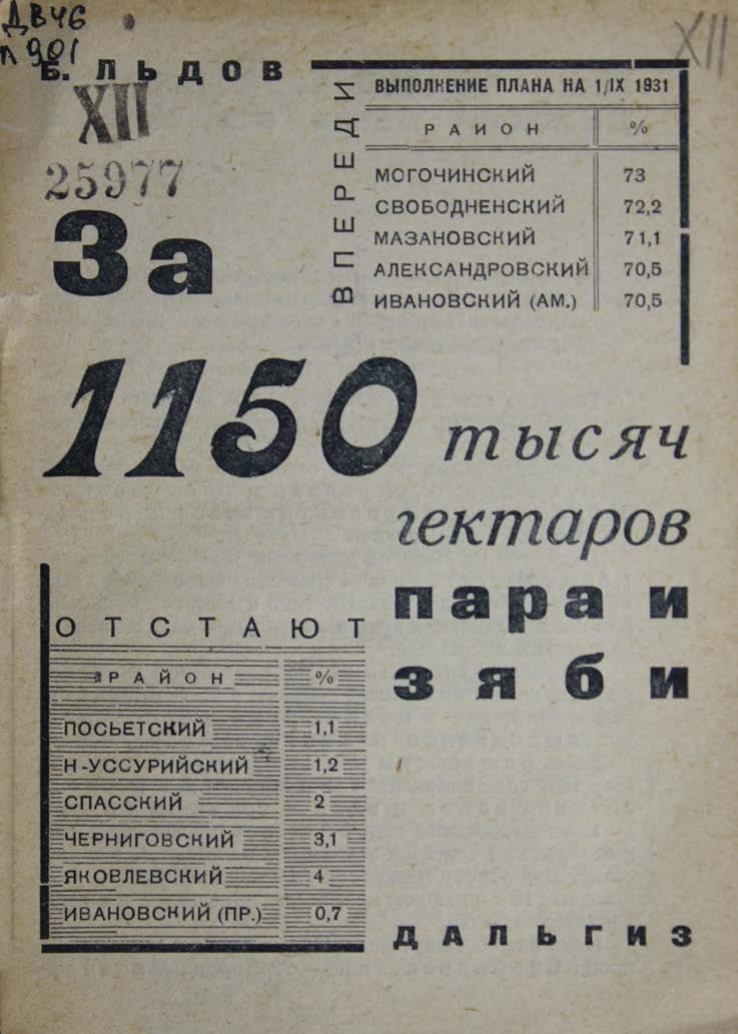 ДВ46
п 901
Б. ЛЬДОВ
XII
XII
25977
За
1150 тысяч
гектаров
пара и
зяби
ВПЕРЕДИ
ВЫПОЛНЕНИЕ ПЛАНА НА 1/IX 1931
РАЙОН %
МОГОЧИНСКИЙ 73
СВОБОДНЕНСКИЙ 72,2
МАЗАНОВСКИЙ 71,1
АЛЕКСАНДРОВСКИЙ 70,5
ИВАНОВСКИЙ (АМ.) 70,5
ОТСТАЮТ
РАЙОН %
ПОСЬЕТСКИЙ 1,1
Н-УССУРИЙСКИЙ 1,2
СПАССКИЙ 2
ЧЕРНИГОВСКИЙ 3,1
ЯКОВЛЕВСКИЙ 4
ИВАНОВСКИЙ (ПР.) 0,7
ДАЛЬГИЗ